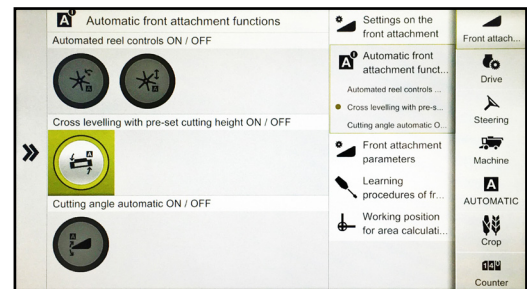 Automatic front attachment functions
Automated reel controls ON / OFF
Cross levelling with pre-set cutting height ON / OFF
Cutting angle automatic ON / OFF
Settings on the
front attachment
Automatic front
attachment funct...
Automated reel controls ...
Cross levelling with pre-s...
Cutting angle automatic O...
Front attachment
parameters
Learning
procedures of fr...
Working position
for area calculati...
Front attach...
Drive
Steering
Machine
A
AUTOMATIC
Crop
Counter